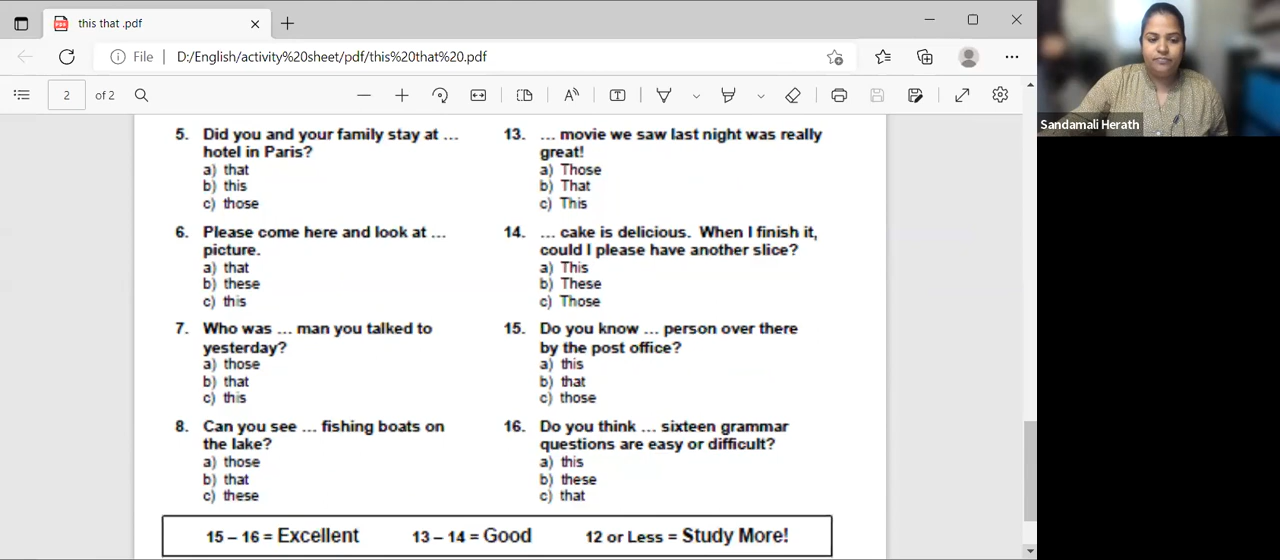 this that .pdf
File D:/English/activity%20sheet/pdf/this%20that%20.pdf
2 of 2
Sandamali Herath
5. Did you and your family stay at …
hotel in Paris?
a) that
b) this
c) those
6. Please come here and look at …
picture.
a) that
b) these
c) this
7. Who was … man you talked to
yesterday?
a) those
b) that
c) this
8. Can you see … fishing boats on
the lake?
a) those
b) that
c) these
13. … movie we saw last night was really
great!
a) Those
b) That
c) This
14. … cake is delicious. When I finish it,
could I please have another slice?
a) This
b) These
c) Those
15. Do you know … person over there
by the post office?
a) this
b) that
c) those
16. Do you think … sixteen grammar
questions are easy or difficult?
a) this
b) these
c) that
15 – 16 = Excellent 13 – 14 = Good 12 or Less = Study More!